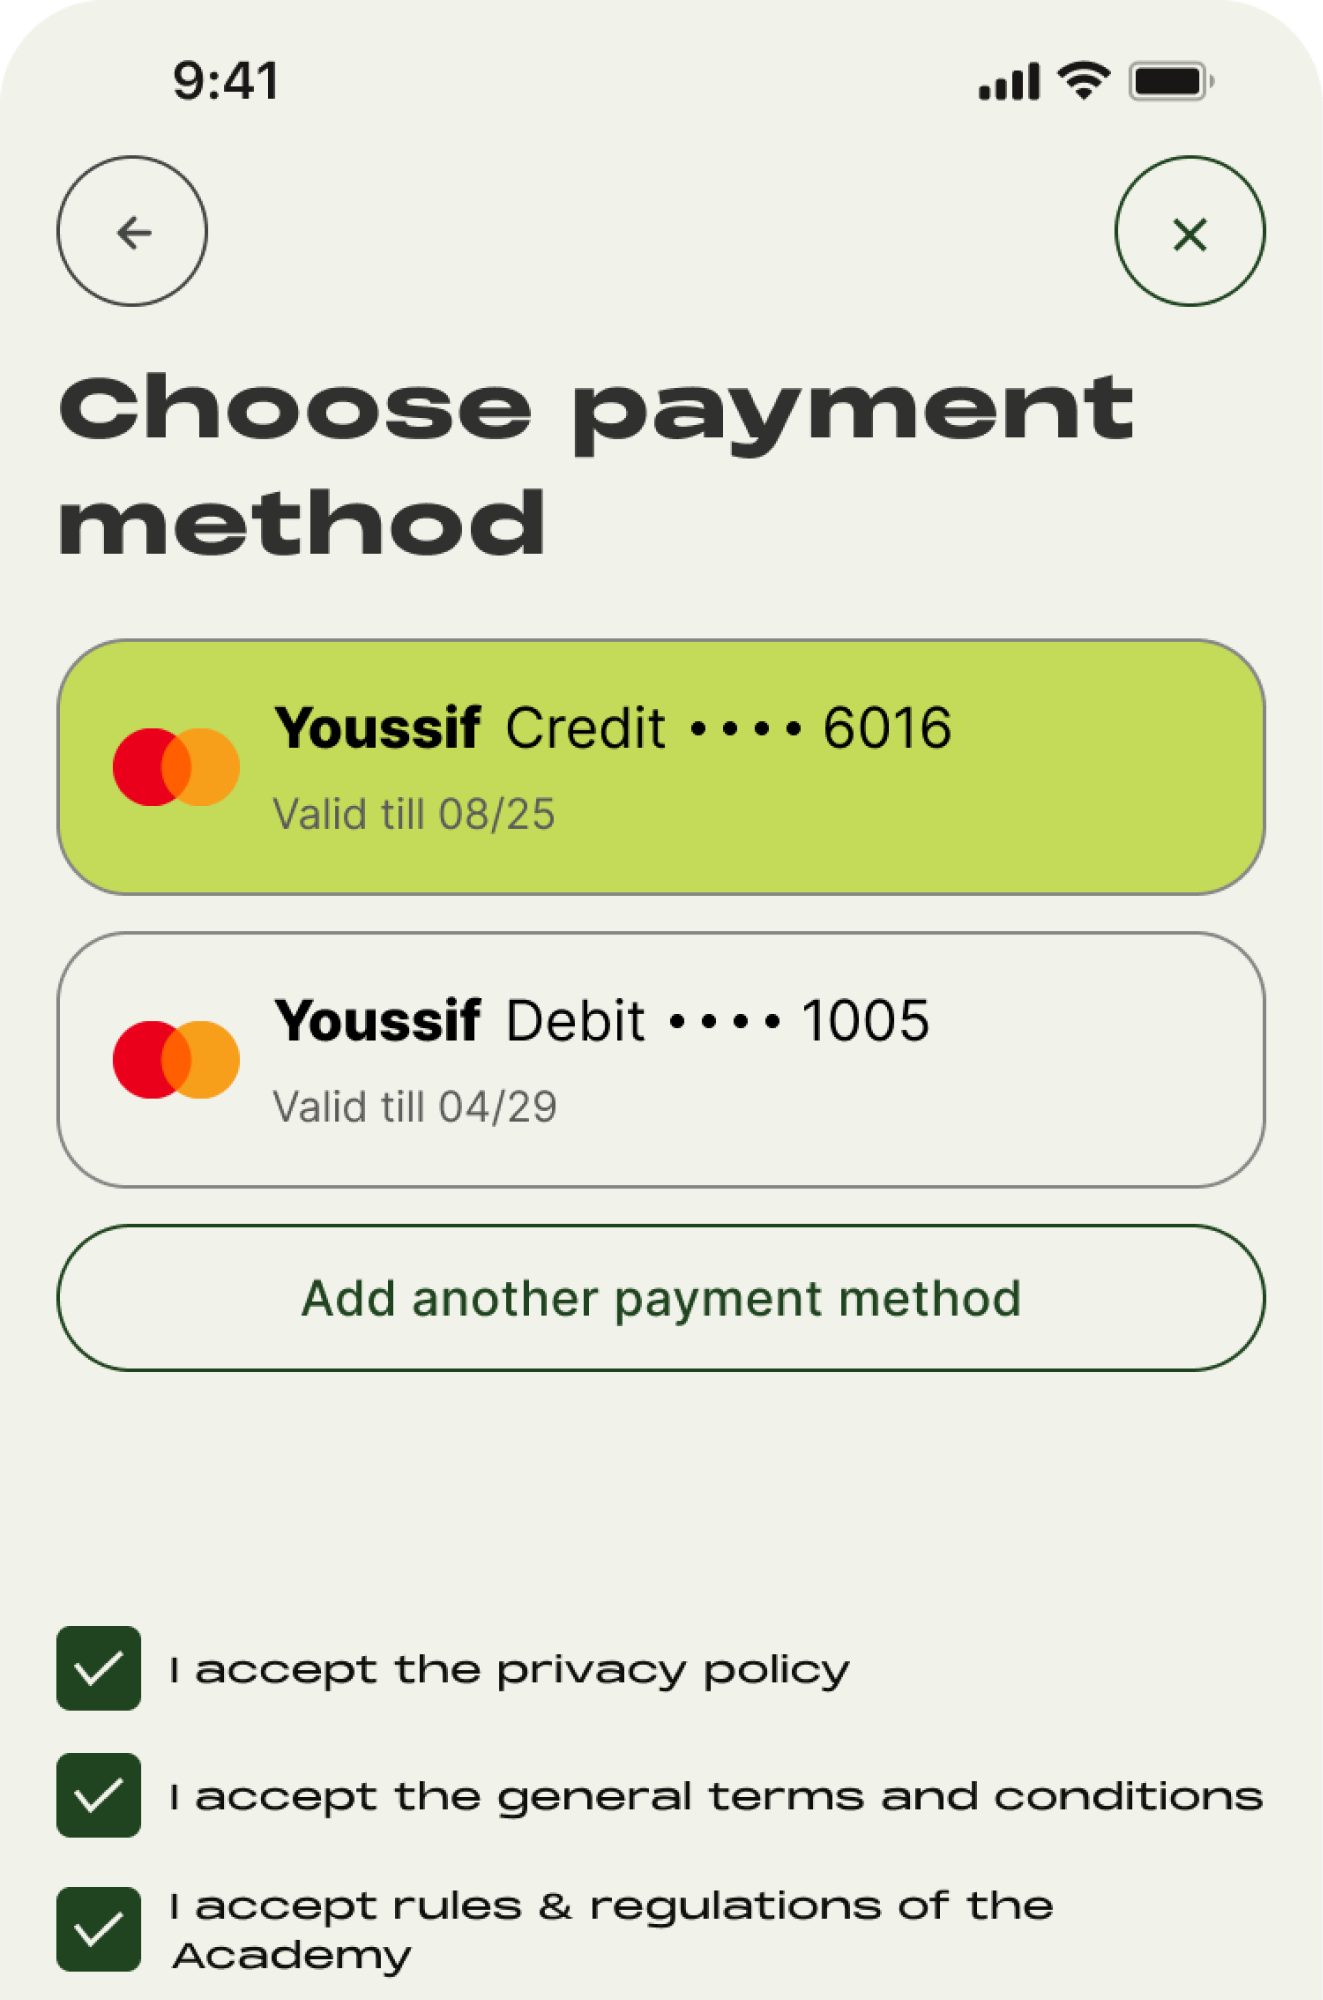 9:41
Choose payment
method
Youssif Credit •••• 6016
Valid till 08/25
Youssif Debit •••• 1005
Valid till 04/29
Add another payment method
I accept the privacy policy
I accept the general terms and conditions
I accept rules & regulations of the
Academy